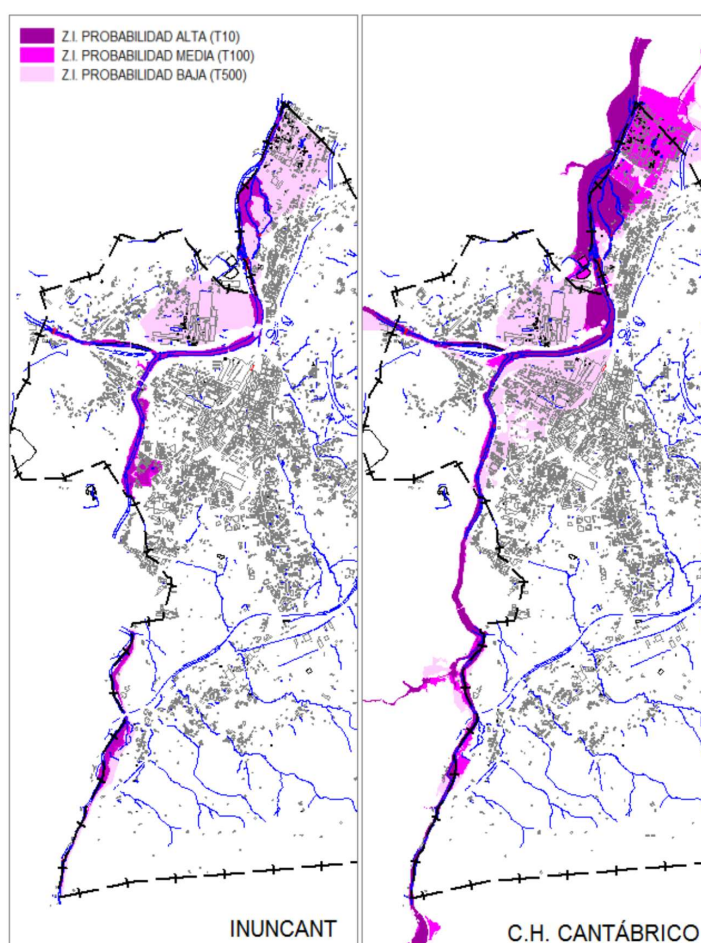 Z.I. PROBABILIDAD ALTA (T10)
Z.I. PROBABILIDAD MEDIA (T100)
Z.I. PROBABILIDAD BAJA (T500)
INUNCANT
C.H. CANTÁBRICO